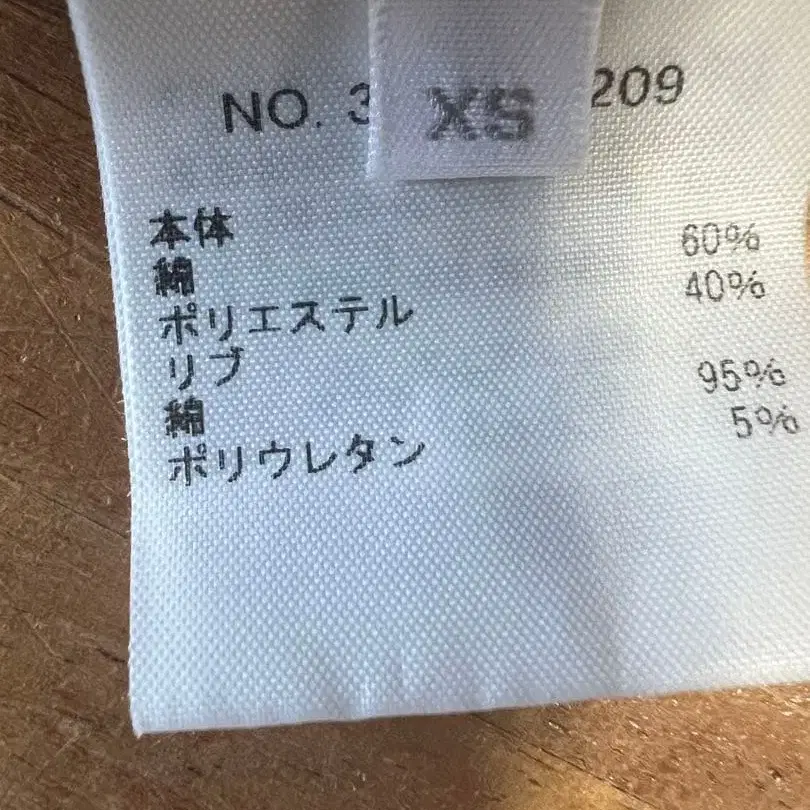 NO. 3
XS
209
本体
綿 60%
ポリエステル 40%
リブ
綿 95%
ポリウレタン 5%